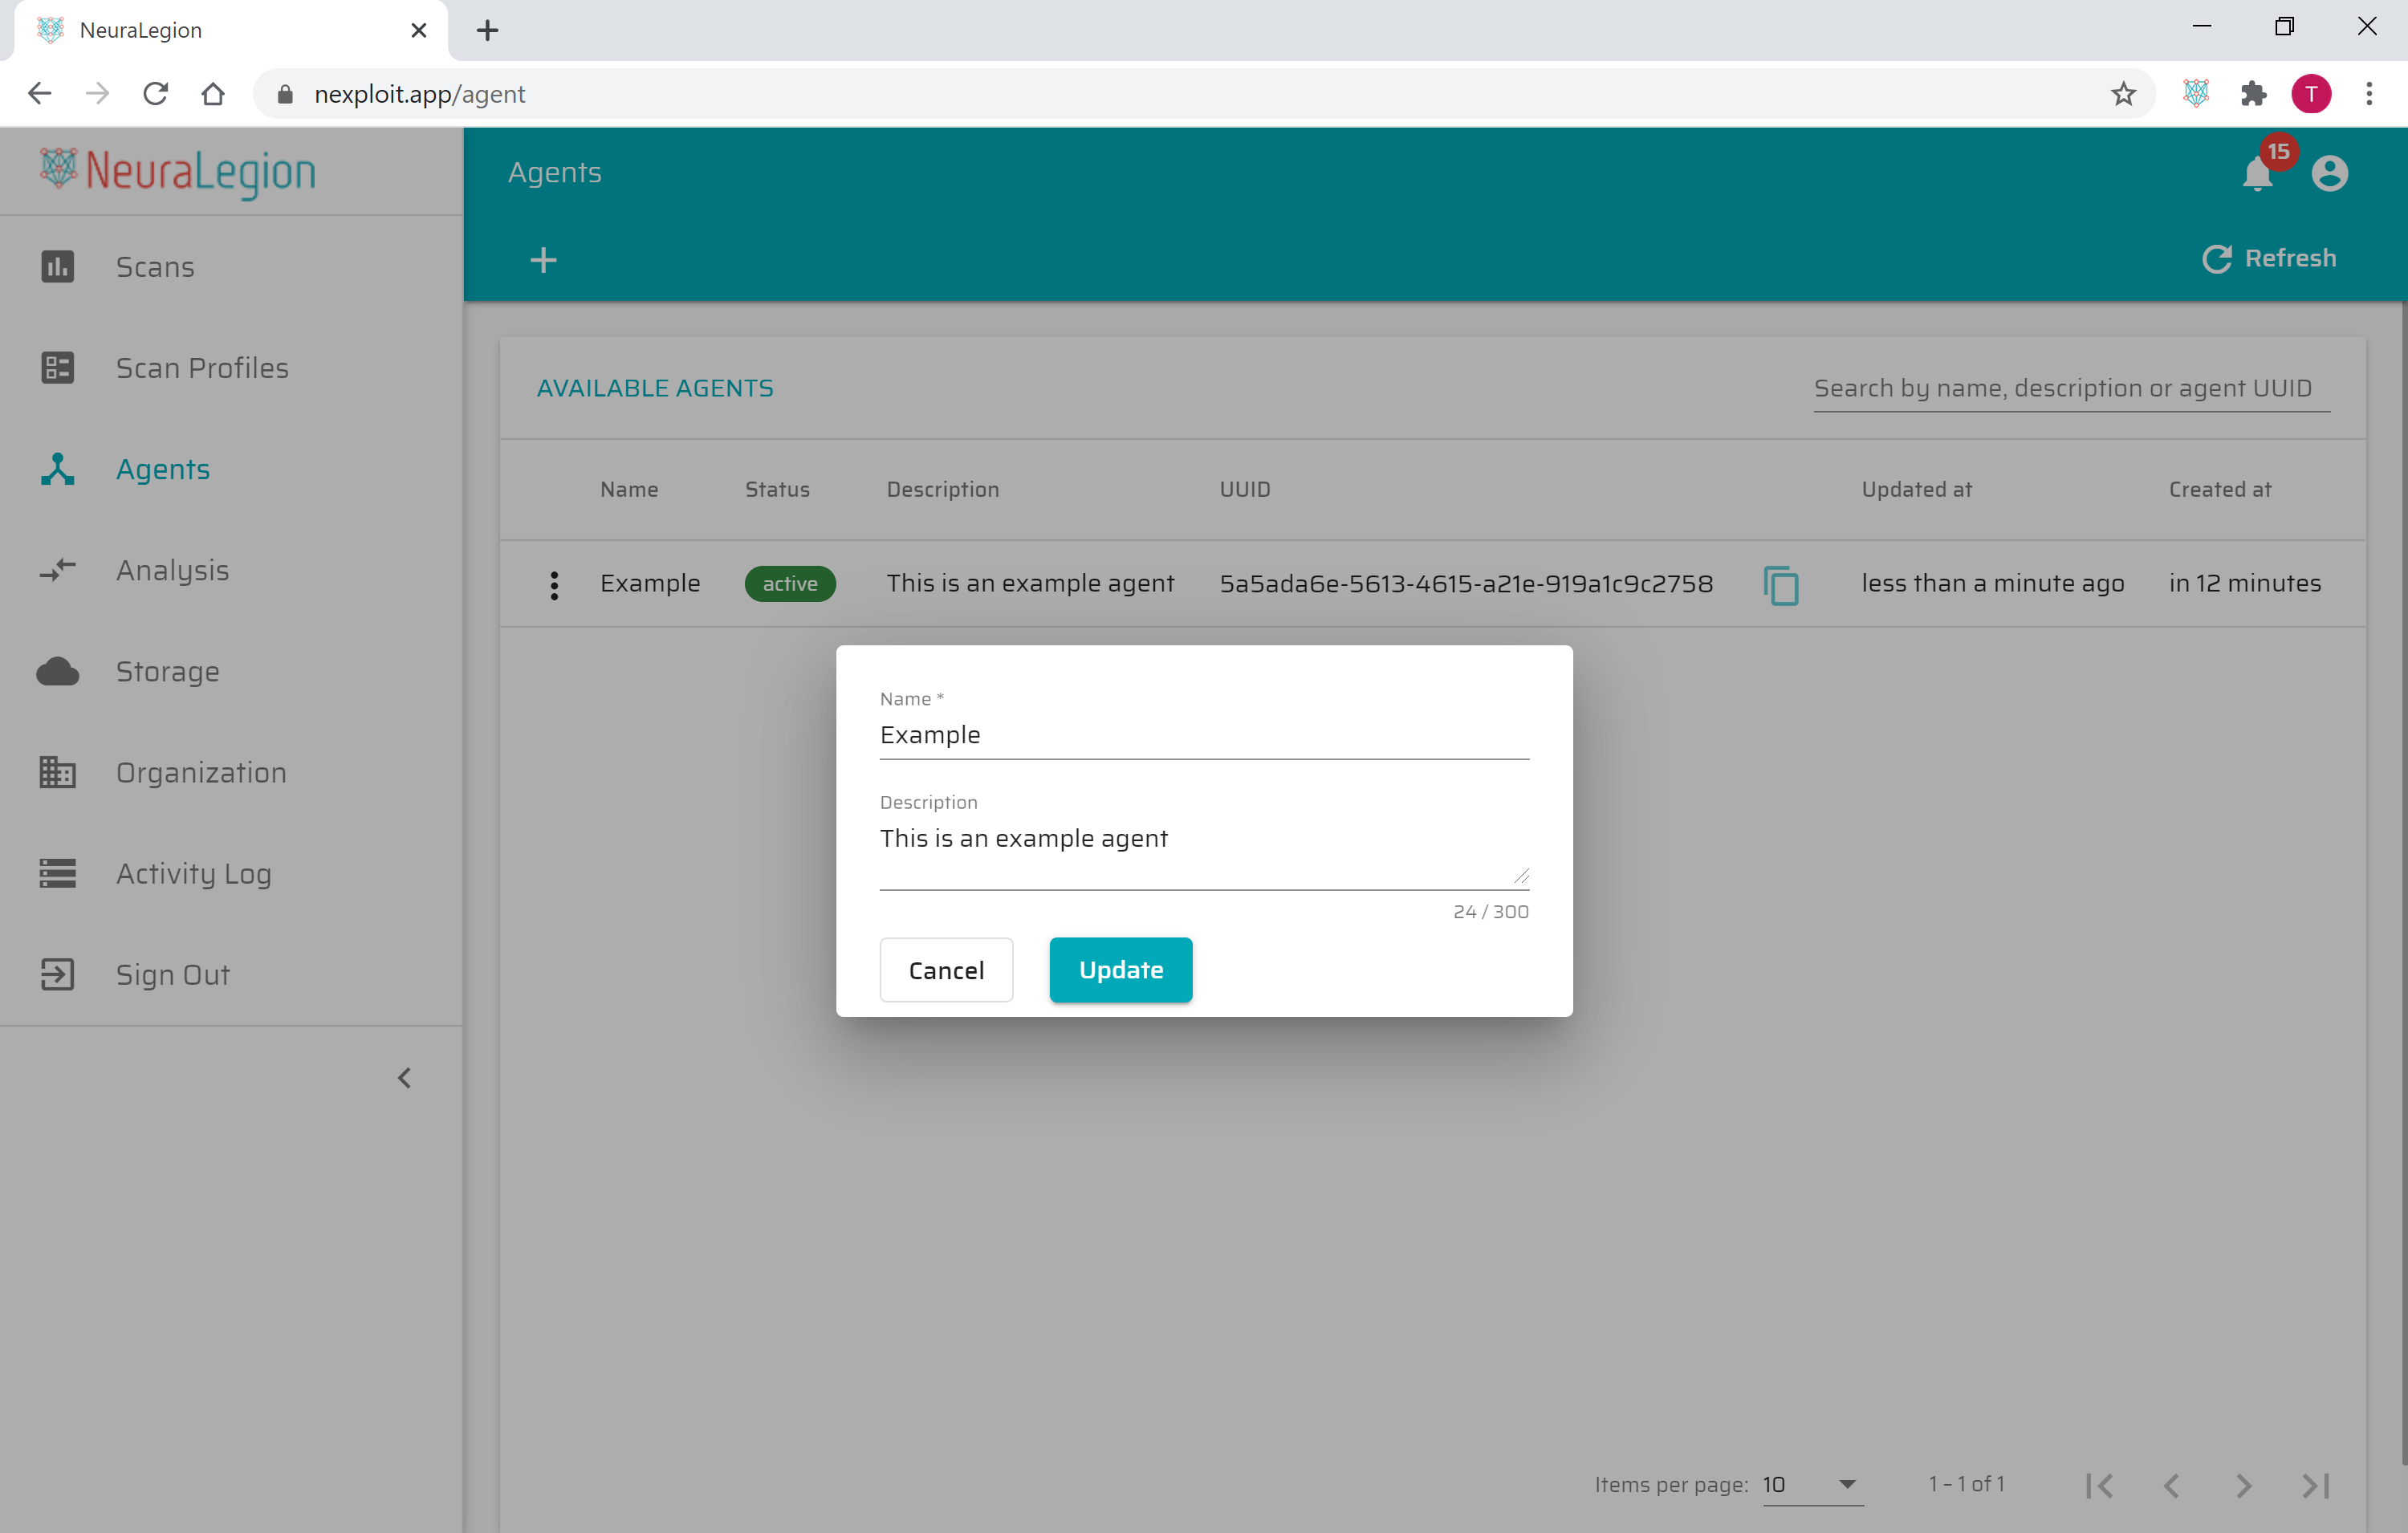 NeuraLegion
nexploit.app/agent
T
NeuraLegion
Agents
15
Refresh
Scans
Scan Profiles
Agents
Analysis
Storage
Organization
Activity Log
Sign Out
AVAILABLE AGENTS
Search by name, description or agent UUID
Name Status Description UUID Updated at Created at
Example active This is an example agent 5a5ada6e-5613-4615-a21e-919a1c9c2758 less than a minute ago in 12 minutes
Name *
Example
Description
This is an example agent
24 / 300
Cancel Update
Items per page: 10 1 – 1 of 1